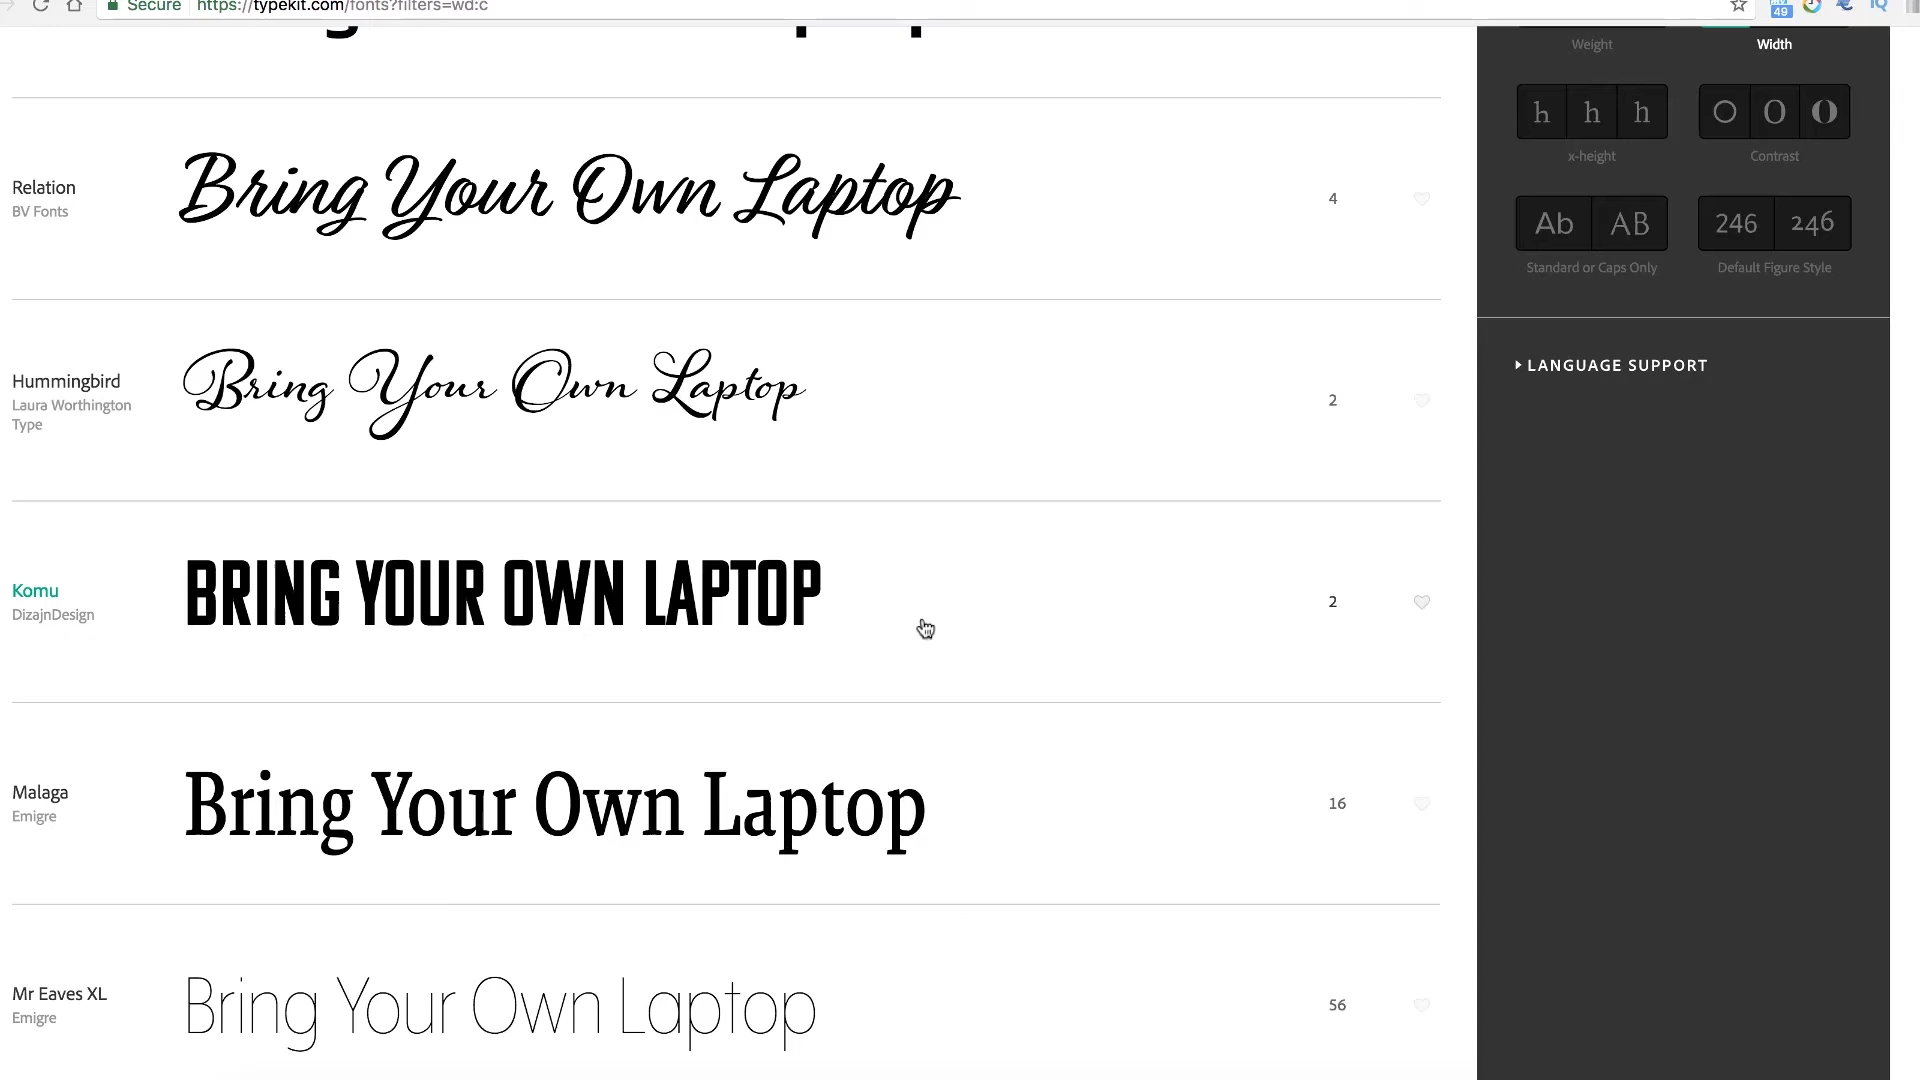 Secure
https://typekit.com/fonts?filters=wd:c
49
IQ
Weight
Width
h h h
O O O
x-height
Contrast
Ab AB
246 246
Standard or Caps Only
Default Figure Style
LANGUAGE SUPPORT
Relation
BV Fonts
Bring Your Own Laptop
4
Hummingbird
Laura Worthington
Type
Bring Your Own Laptop
2
Komu
DizajnDesign
BRING YOUR OWN LAPTOP
2
Malaga
Emigre
Bring Your Own Laptop
16
Mr Eaves XL
Emigre
Bring Your Own Laptop
56